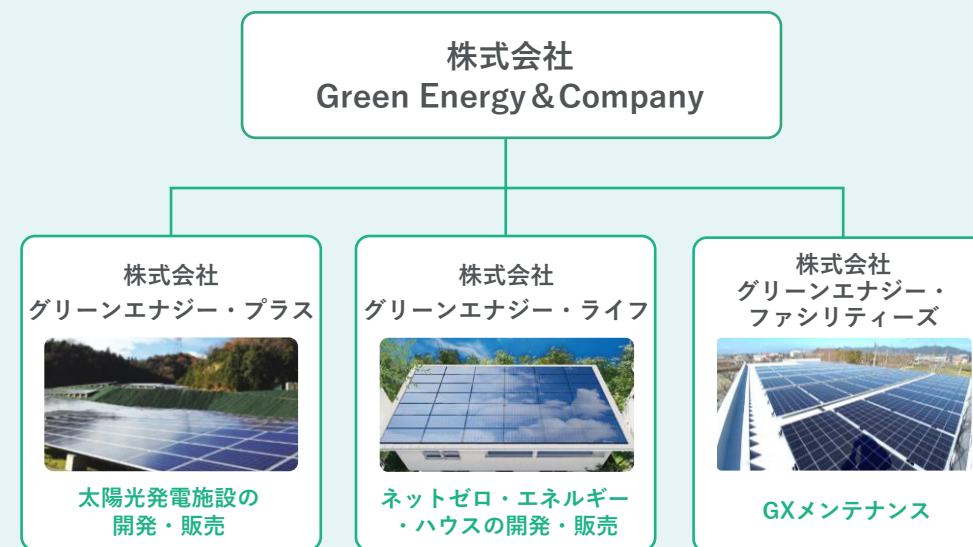 株式会社
Green Energy＆Company
株式会社
グリーンエナジー・プラス
太陽光発電施設の
開発・販売
株式会社
グリーンエナジー・ライフ
ネットゼロ・エネルギー
・ハウスの開発・販売
株式会社
グリーンエナジー・
ファシリティーズ
GXメンテナンス